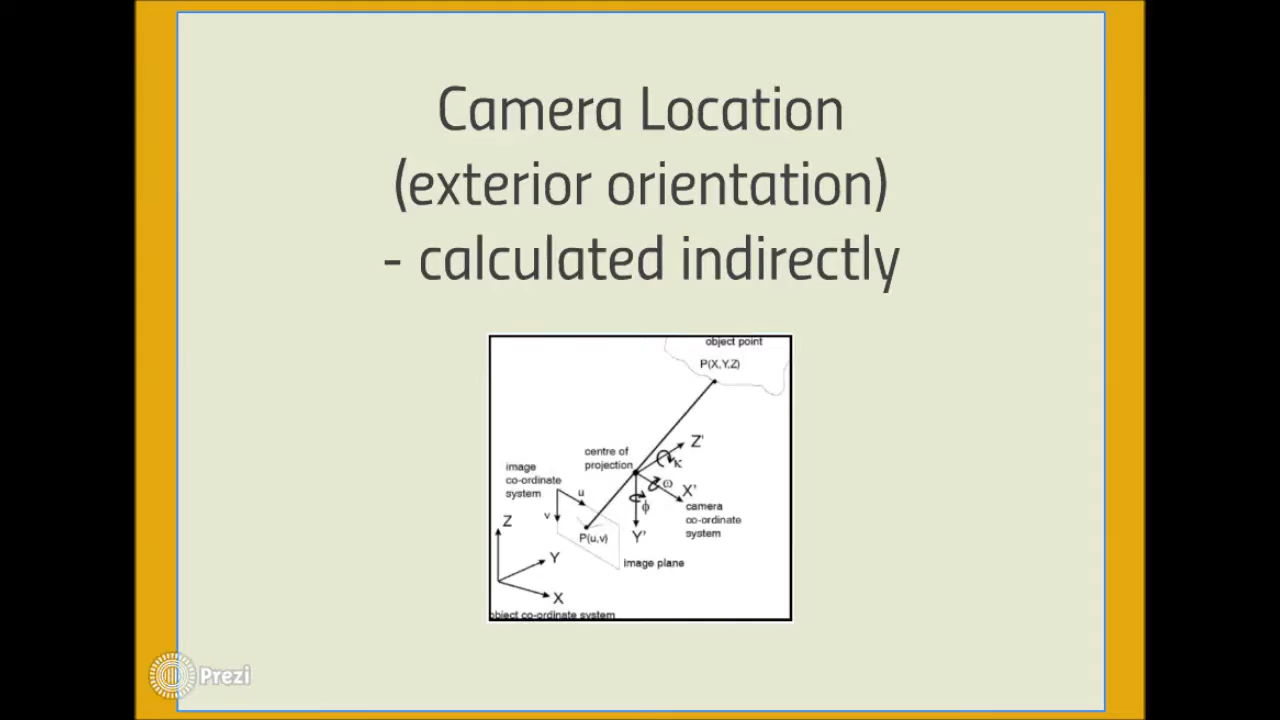 Camera Location
(exterior orientation)
- calculated indirectly
object point
P(X,Y,Z)
Z'
centre of
projection
κ
image
co-ordinate
system
u
ω
X'
v
ϕ
camera
co-ordinate
system
Z
P(u,v)
Y'
Y
image plane
X
object co-ordinate system
Prezi